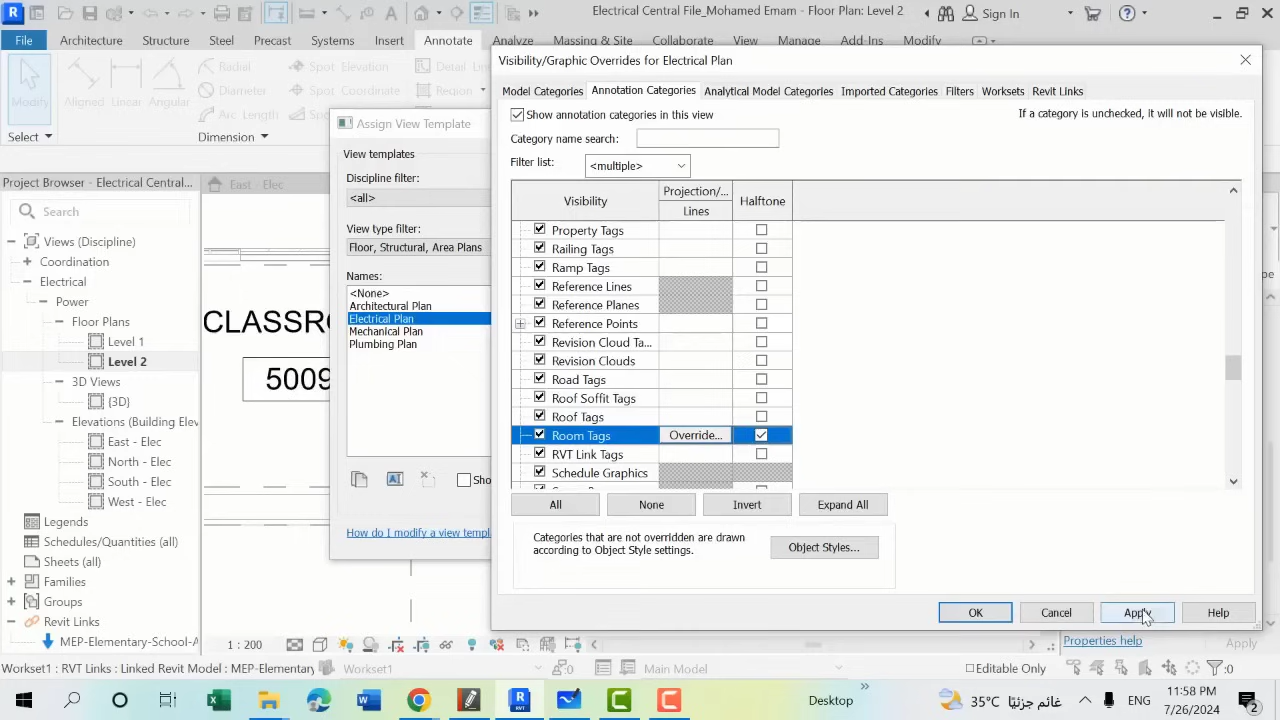 Electrical Central File_Mohamed Emam - Floor Plan: Level 2
Sign In
File Architecture Structure Steel Precast Systems Insert Annotate Analyze Massing & Site Collaborate View Manage Add-Ins Modify
Modify
Aligned Linear Angular
Radial
Diameter
Arc Length
Spot Elevation
Spot Coordinate
Detail
Region
Select
Dimension
Project Browser - Electrical Central...
Search
Views (Discipline)
Coordination
Electrical
Power
Floor Plans
Level 1
Level 2
3D Views
{3D}
Elevations (Building Elev
East - Elec
North - Elec
South - Elec
West - Elec
Legends
Schedules/Quantities (all)
Sheets (all)
Families
Groups
Revit Links
MEP-Elementary-School-A
East - Elec
CLASSRO
5009
1 : 200
Assign View Template
View templates
Discipline filter:
<all>
View type filter:
Floor, Structural, Area Plans
Names:
<None>
Architectural Plan
Electrical Plan
Mechanical Plan
Plumbing Plan
Sho
How do I modify a view templ
Visibility/Graphic Overrides for Electrical Plan
Model Categories Annotation Categories Analytical Model Categories Imported Categories Filters Worksets Revit Links
Show annotation categories in this view
If a category is unchecked, it will not be visible.
Category name search:
Filter list: <multiple>
Visibility Projection/... Halftone
Lines
Property Tags
Railing Tags
Ramp Tags
Reference Lines
Reference Planes
Reference Points
Revision Cloud Ta...
Revision Clouds
Road Tags
Roof Soffit Tags
Roof Tags
Room Tags Override...
RVT Link Tags
Schedule Graphics
All None Invert Expand All
Categories that are not overridden are drawn
according to Object Style settings.
Object Styles...
OK Cancel Apply Help
Properties help Apply
Workset1 : RVT Links : Linked Revit Model : MEP-Elementary Workset1 :0 Main Model Editable Only :0
Desktop
35°C غائم جزئيًا
ENG
11:58 PM
7/26/2024
2